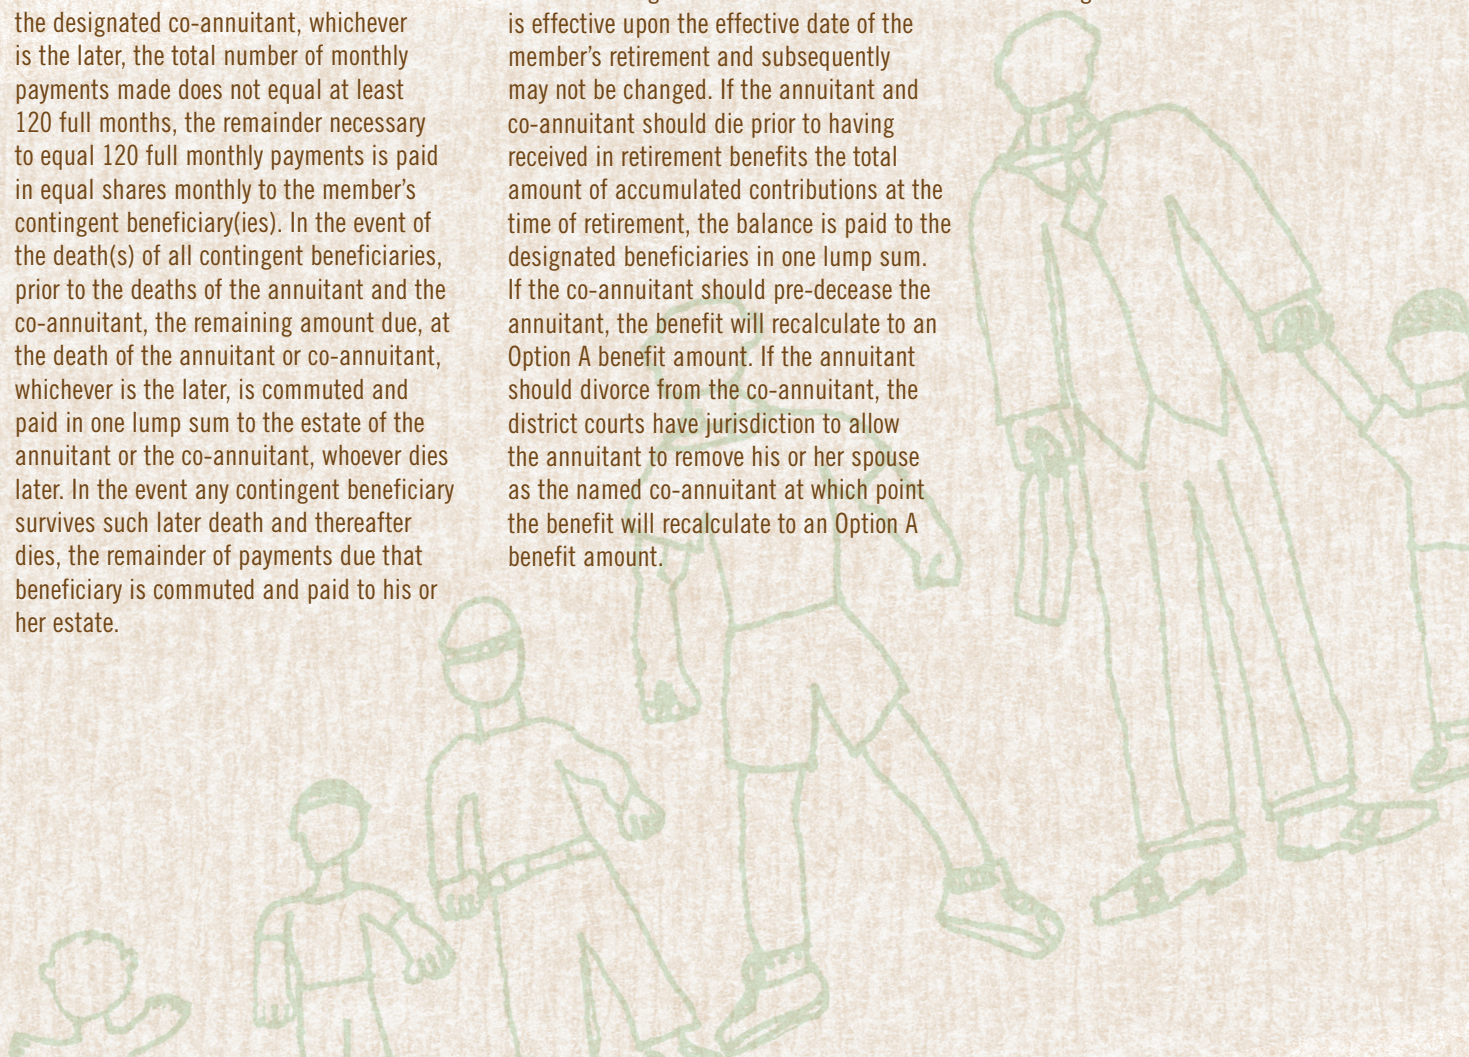 the designated co-annuitant, whichever
is the later, the total number of monthly
payments made does not equal at least
120 full months, the remainder necessary
to equal 120 full monthly payments is paid
in equal shares monthly to the member’s
contingent beneficiary(ies). In the event of
the death(s) of all contingent beneficiaries,
prior to the deaths of the annuitant and the
co-annuitant, the remaining amount due, at
the death of the annuitant or co-annuitant,
whichever is the later, is commuted and
paid in one lump sum to the estate of the
annuitant or the co-annuitant, whoever dies
later. In the event any contingent beneficiary
survives such later death and thereafter
dies, the remainder of payments due that
beneficiary is commuted and paid to his or
her estate.
is effective upon the effective date of the
member’s retirement and subsequently
may not be changed. If the annuitant and
co-annuitant should die prior to having
received in retirement benefits the total
amount of accumulated contributions at the
time of retirement, the balance is paid to the
designated beneficiaries in one lump sum.
If the co-annuitant should pre-decease the
annuitant, the benefit will recalculate to an
Option A benefit amount. If the annuitant
should divorce from the co-annuitant, the
district courts have jurisdiction to allow
the annuitant to remove his or her spouse
as the named co-annuitant at which point
the benefit will recalculate to an Option A
benefit amount.